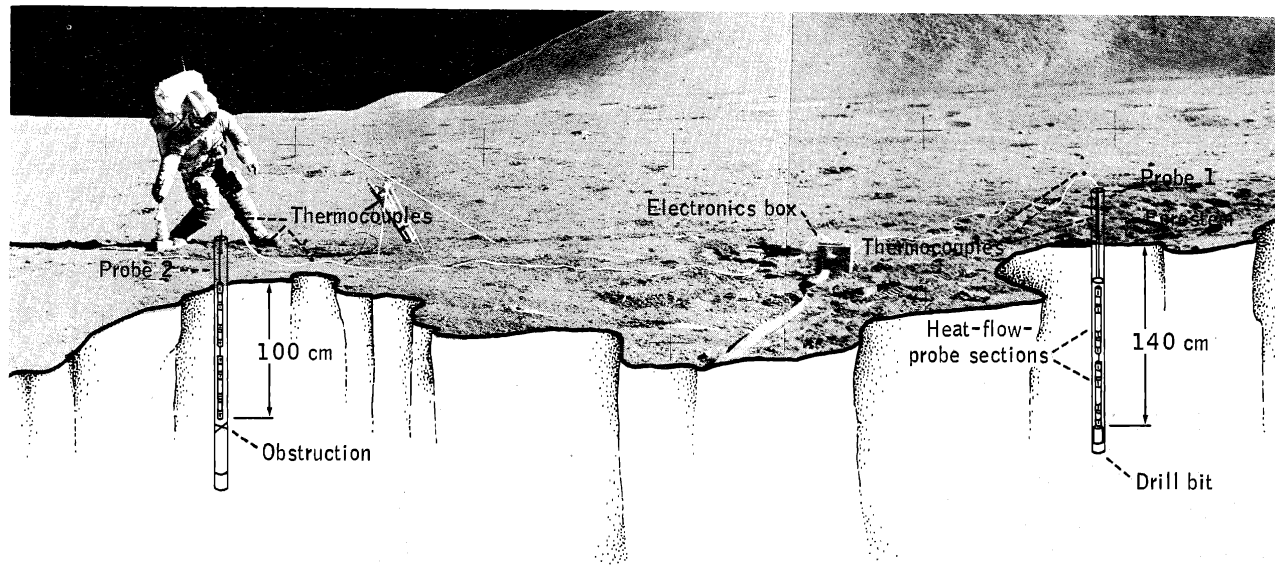 Probe 1
Thermocouples
Electronics box
Thermocouples
Probe 2
Heat-flow-
probe sections
100 cm
140 cm
Obstruction
Drill bit